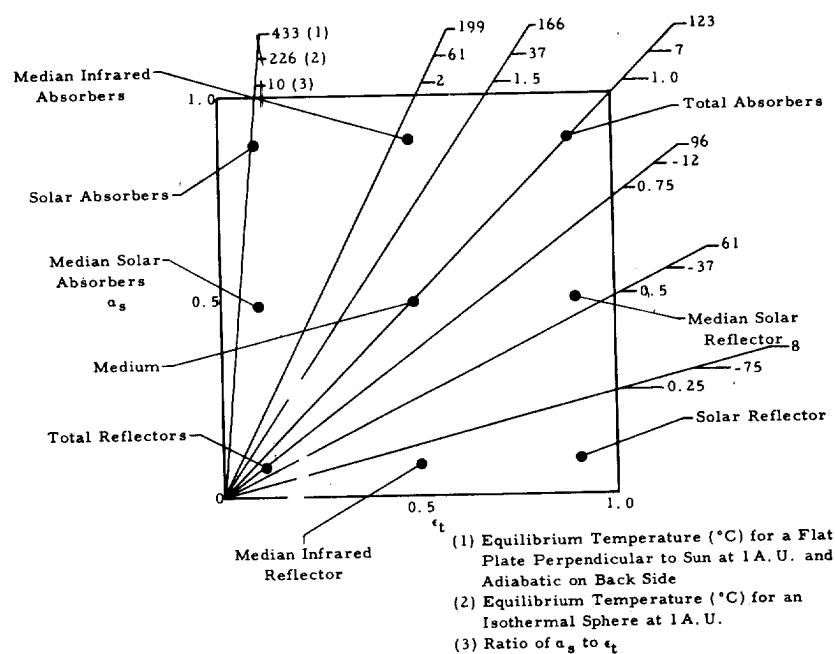 433 (1)
226 (2)
10 (3)
199
61
2
166
37
1.5
123
7
1.0
Median Infrared
Absorbers
1.0
Total Absorbers
96
-12
0.75
Solar Absorbers
61
-37
0.5
Median Solar
Absorbers
α_s
0.5
Median Solar
Reflector
Medium
8
-75
0.25
Total Reflectors
Solar Reflector
0
0.5
1.0
ϵ_t
Median Infrared
Reflector
(1) Equilibrium Temperature (°C) for a Flat
Plate Perpendicular to Sun at 1 A. U. and
Adiabatic on Back Side
(2) Equilibrium Temperature (°C) for an
Isothermal Sphere at 1 A. U.
(3) Ratio of α_s to ϵ_t